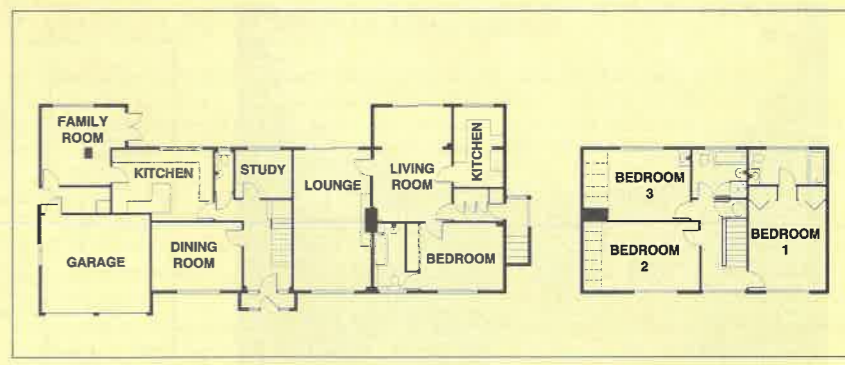 FAMILY
ROOM
KITCHEN
STUDY
LOUNGE
LIVING
ROOM
KITCHEN
GARAGE
DINING
ROOM
BEDROOM
BEDROOM
3
BEDROOM
2
BEDROOM
1